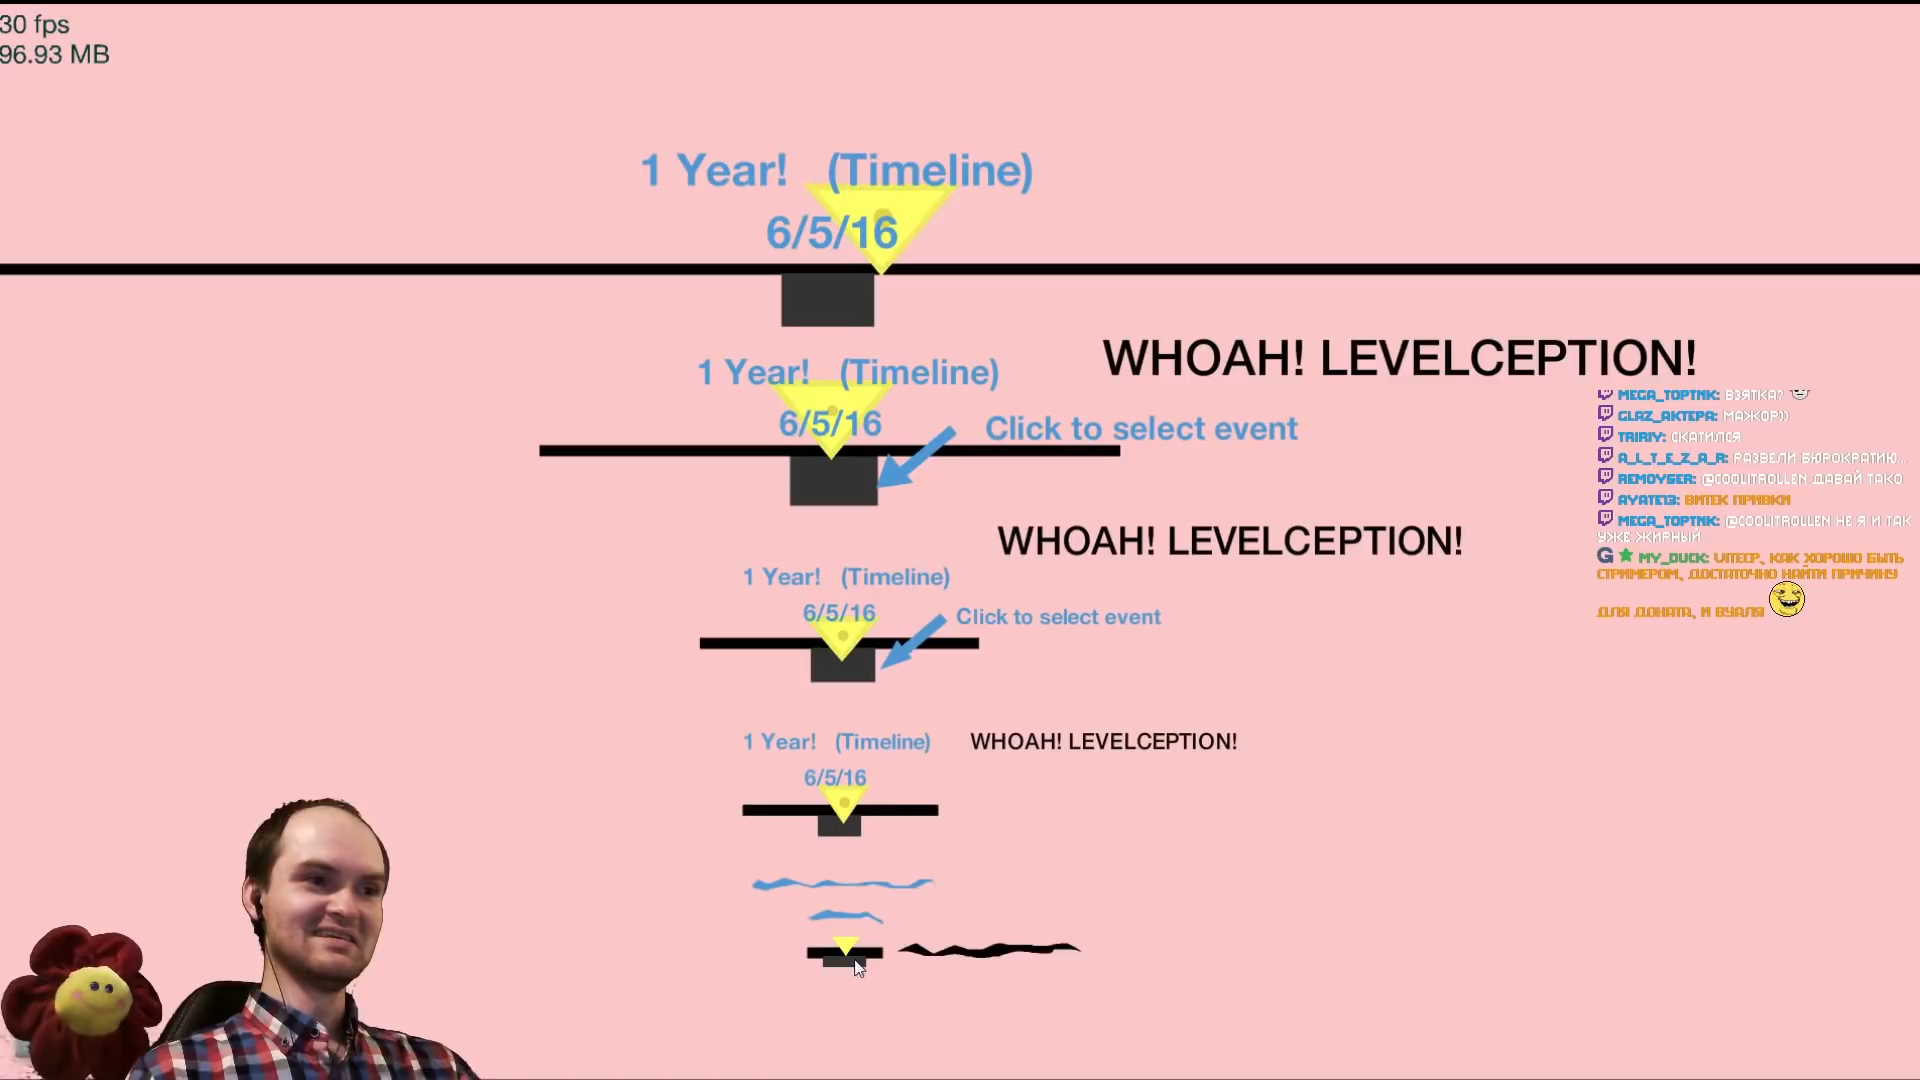 30 fps
96.93 MB
1 Year! (Timeline)
6/5/16
WHOAH! LEVELCEPTION!
1 Year! (Timeline)
6/5/16
Click to select event
MEGA_TOPTNK: ВЗЯТКА?
GLAZ_AKTEPA: МАЖОР))
TRIRIY: СКАТИЛСЯ
A_L_T_E_Z_A_R: РАЗВЕЛИ БЮРОКРАТИЮ...
REMOYSER: @COOLITROLLEN ДАВАЙ ТАКО
AYATE13: ВИТЕК ПРИВКИ
MEGA_TOPTNK: @COOLITROLLEN НЕ Я И ТАК
УЖЕ ЖИРНЫЙ
WHOAH! LEVELCEPTION!
MY_DUCK: VПЕСР, КАК ХОРОШО БЫТЬ
СТРИМЕРОМ, ДОСТАТОЧНО НАЙТИ ПРИЧИНУ
ДЛЯ ДОНАТА, И ВУАЛЯ
1 Year! (Timeline)
6/5/16
Click to select event
1 Year! (Timeline)
WHOAH! LEVELCEPTION!
6/5/16